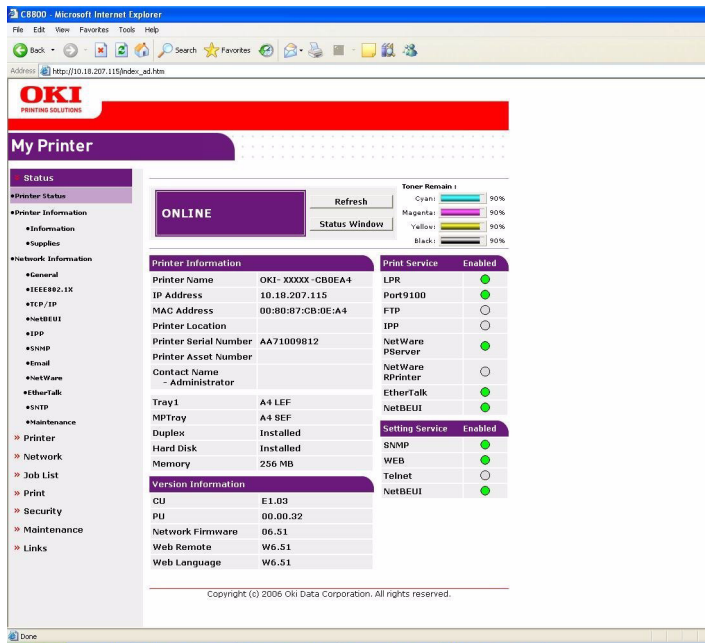 C8800 - Microsoft Internet Explorer
File Edit View Favorites Tools Help
Back Search Favorites
Address http://10.18.207.115/index_ad.htm
OKI
PRINTING SOLUTIONS
My Printer
Status
Printer Status
Printer Information
Information
Supplies
Network Information
General
IEEE802.1X
TCP/IP
NetBEUI
IPP
SNMP
Email
NetWare
EtherTalk
SNTP
Maintenance
» Printer
» Network
» Job List
» Print
» Security
» Maintenance
» Links
ONLINE
Refresh
Status Window
Toner Remain :
Cyan: 90%
Magenta: 90%
Yellow: 90%
Black: 90%
Printer Information
Printer Name OKI- XXXXX -CB0EA4
IP Address 10.18.207.115
MAC Address 00:80:87:CB:0E:A4
Printer Location
Printer Serial Number AA71009812
Printer Asset Number
Contact Name
- Administrator
Tray1 A4 LEF
MPTray A4 SEF
Duplex Installed
Hard Disk Installed
Memory 256 MB
Version Information
CU E1.03
PU 00.00.32
Network Firmware 06.51
Web Remote W6.51
Web Language W6.51
Print Service Enabled
LPR
Port9100
FTP
IPP
NetWare
PServer
NetWare
RPrinter
EtherTalk
NetBEUI
Setting Service Enabled
SNMP
WEB
Telnet
NetBEUI
Copyright (c) 2006 Oki Data Corporation. All rights reserved.
Done